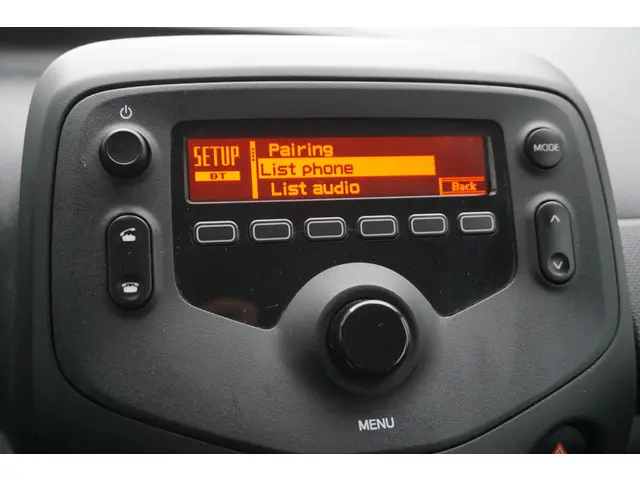 SETUP
BT
Pairing
List phone
List audio
Back
MODE
MENU